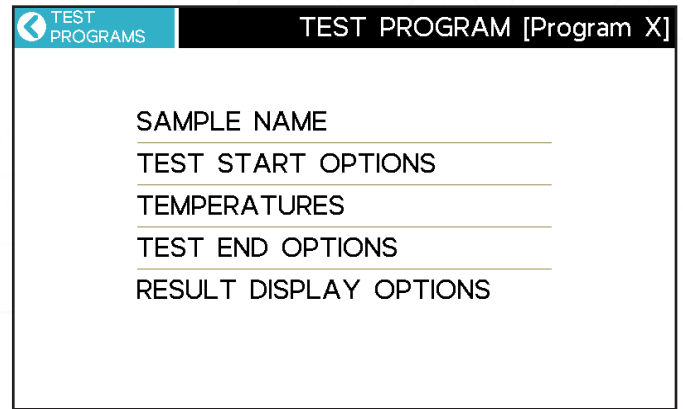 TEST
PROGRAMS
TEST PROGRAM [Program X]
SAMPLE NAME
TEST START OPTIONS
TEMPERATURES
TEST END OPTIONS
RESULT DISPLAY OPTIONS